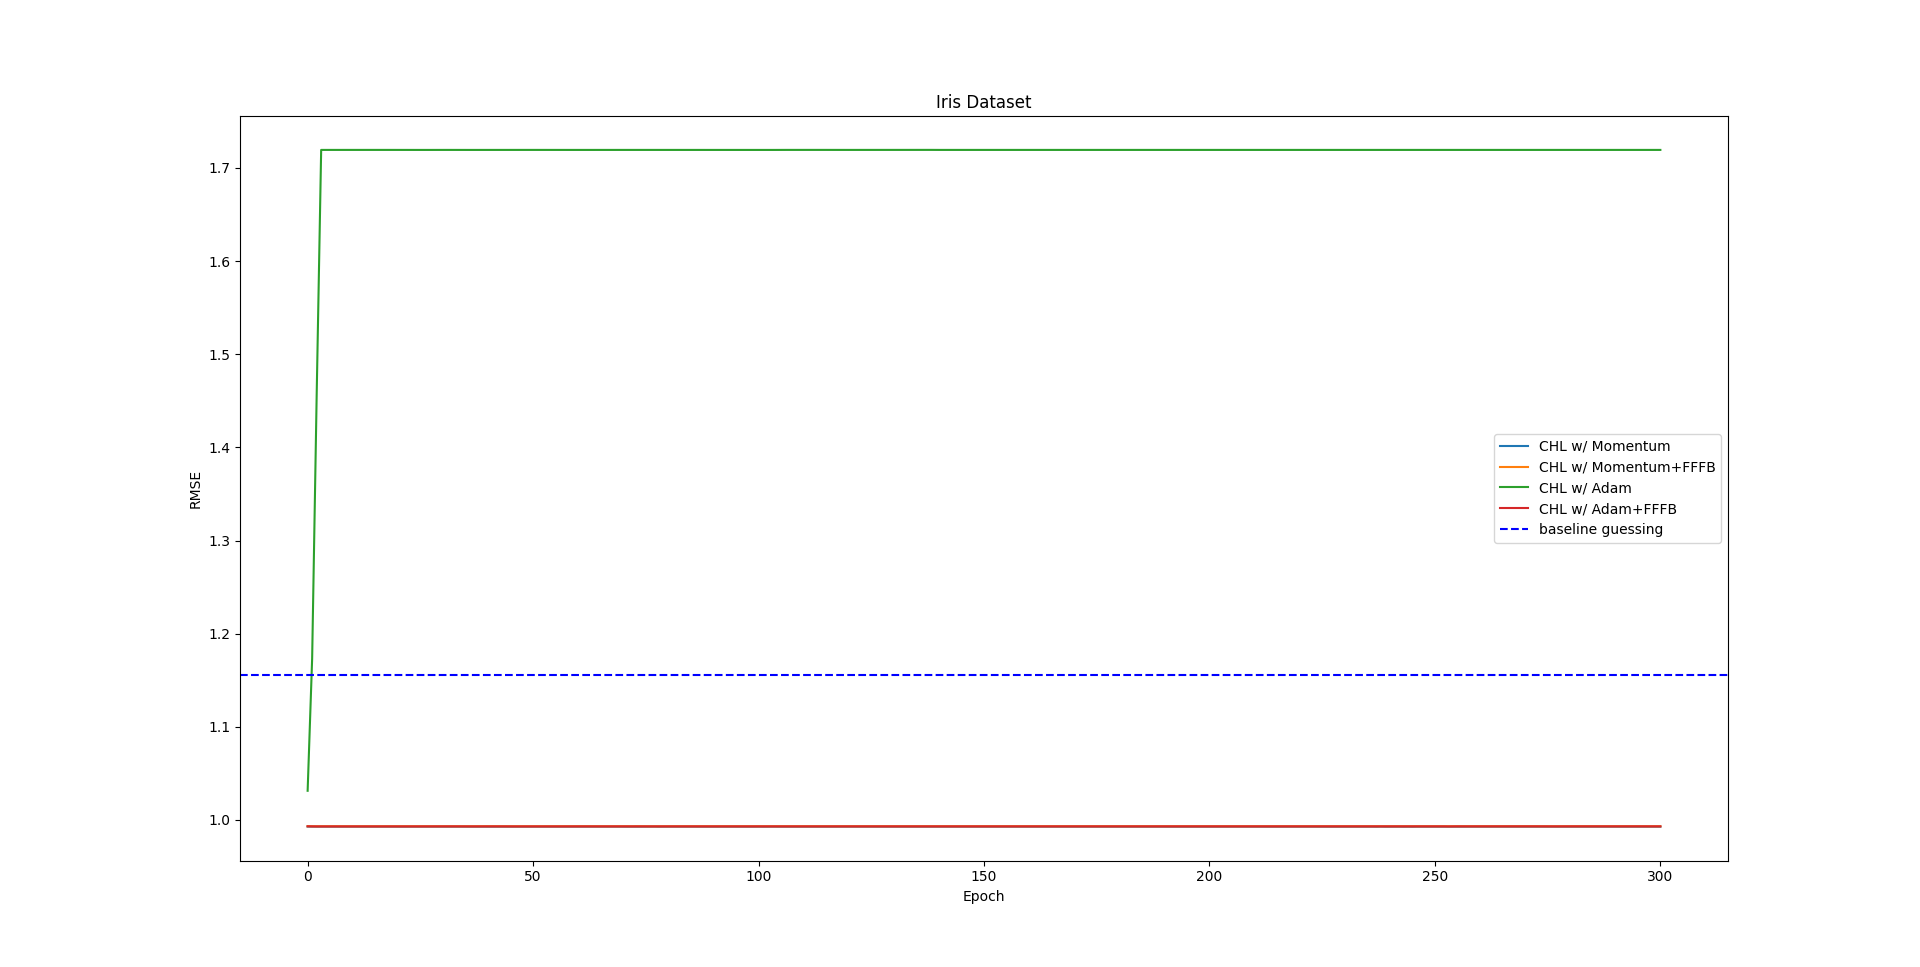 Iris Dataset
RMSE
1.7
1.6
1.5
1.4
1.3
1.2
1.1
1.0
CHL w/ Momentum
CHL w/ Momentum+FFFB
CHL w/ Adam
CHL w/ Adam+FFFB
baseline guessing
0 50 100 150 200 250 300
Epoch